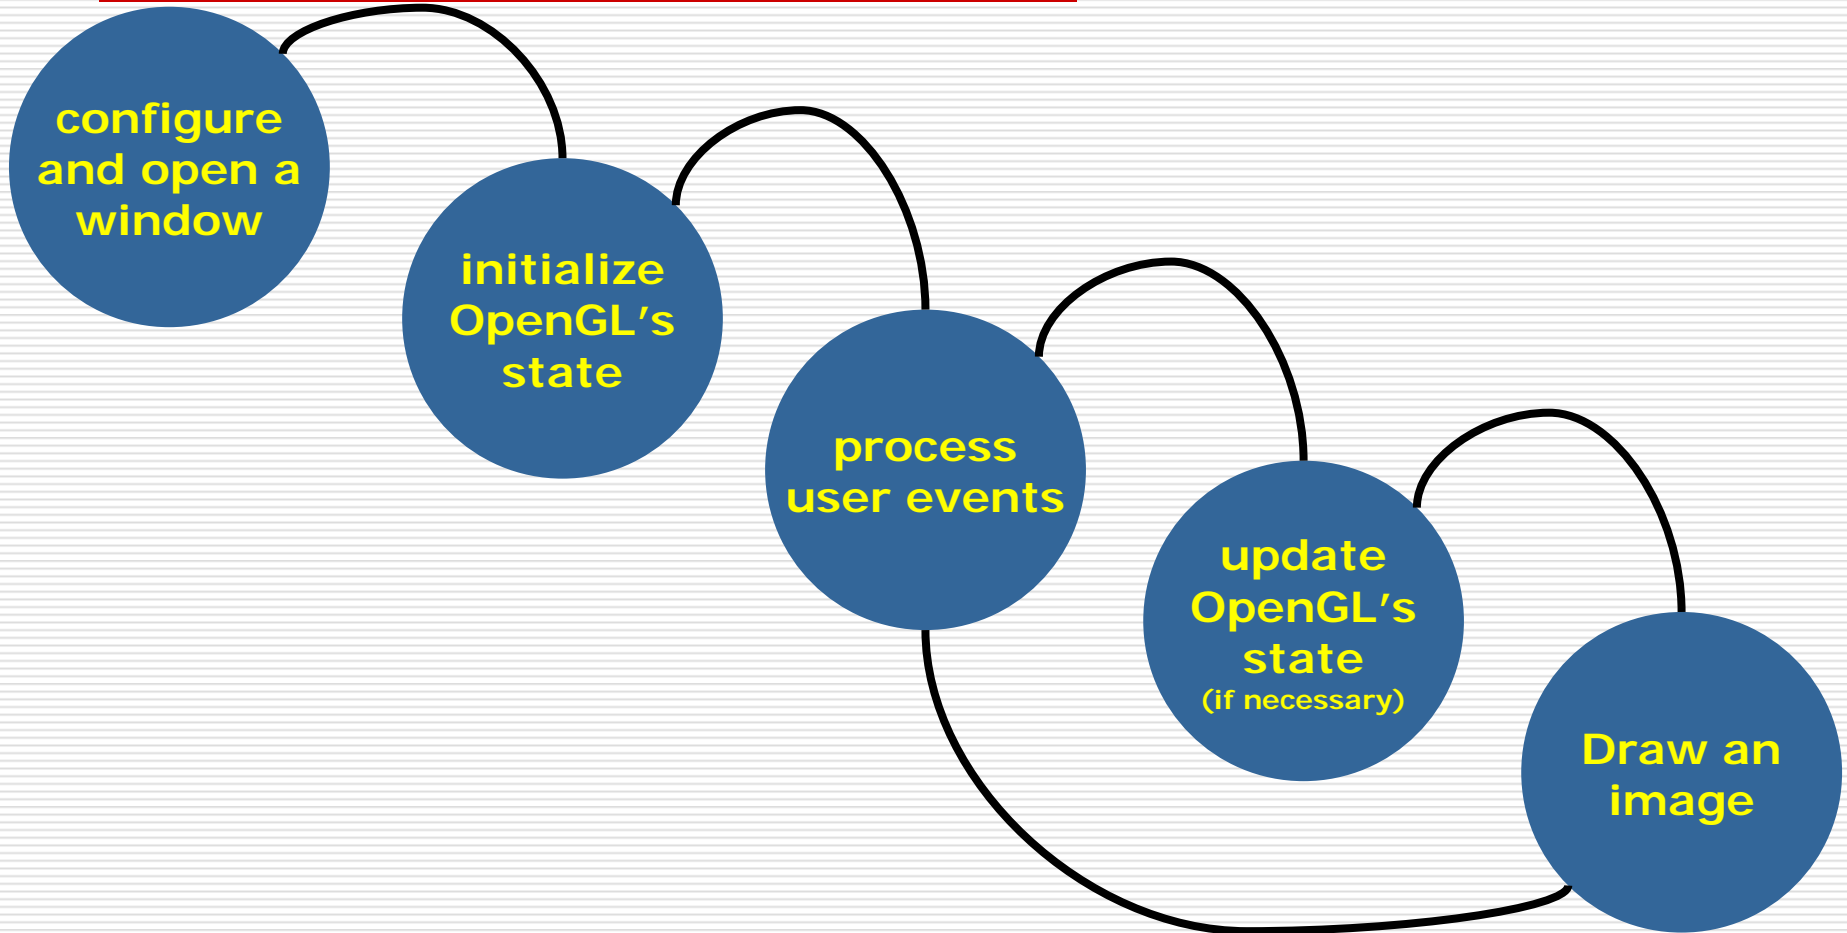 configure
and open a
window
initialize
OpenGL’s
state
process
user events
update
OpenGL’s
state
(if necessary)
Draw an
image